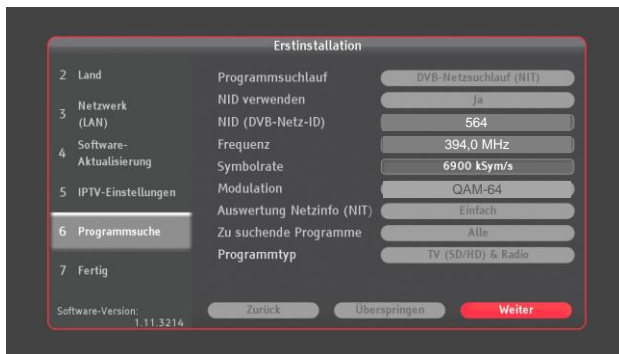 Erstinstallation
2 Land
3 Netzwerk
(LAN)
4 Software-
Aktualisierung
5 IPTV-Einstellungen
6 Programmsuche
7 Fertig
Software-Version:
1.11.3214
Programmsuchlauf DVB-Netzsuchlauf (NIT)
NID verwenden Ja
NID (DVB-Netz-ID) 564
Frequenz 394,0 MHz
Symbolrate 6900 kSym/s
Modulation QAM-64
Auswertung Netzinfo (NIT) Einfach
Zu suchende Programme Alle
Programmtyp TV (SD/HD) & Radio
Zurück Überspringen Weiter